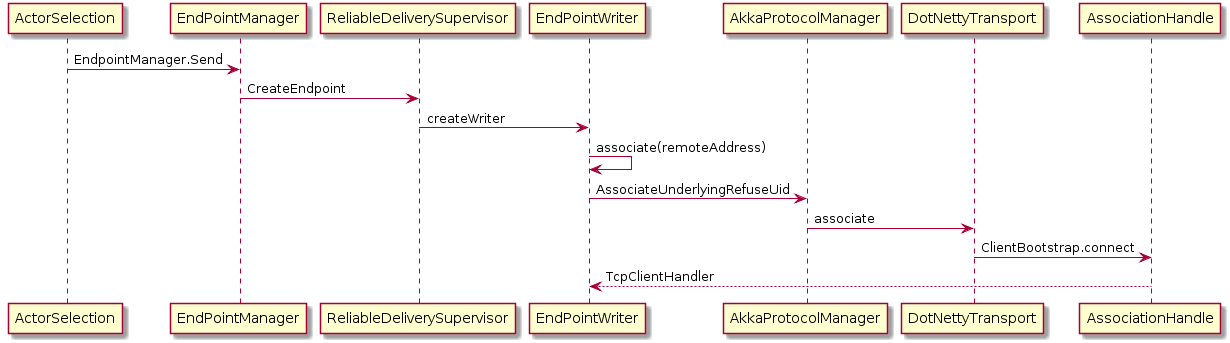 ActorSelection
EndPointManager
ReliableDeliverySupervisor
EndPointWriter
AkkaProtocolManager
DotNettyTransport
AssociationHandle
EndpointManager.Send
CreateEndpoint
createWriter
associate(remoteAddress)
AssociateUnderlyingRefuseUid
associate
ClientBootstrap.connect
TcpClientHandler
ActorSelection
EndPointManager
ReliableDeliverySupervisor
EndPointWriter
AkkaProtocolManager
DotNettyTransport
AssociationHandle